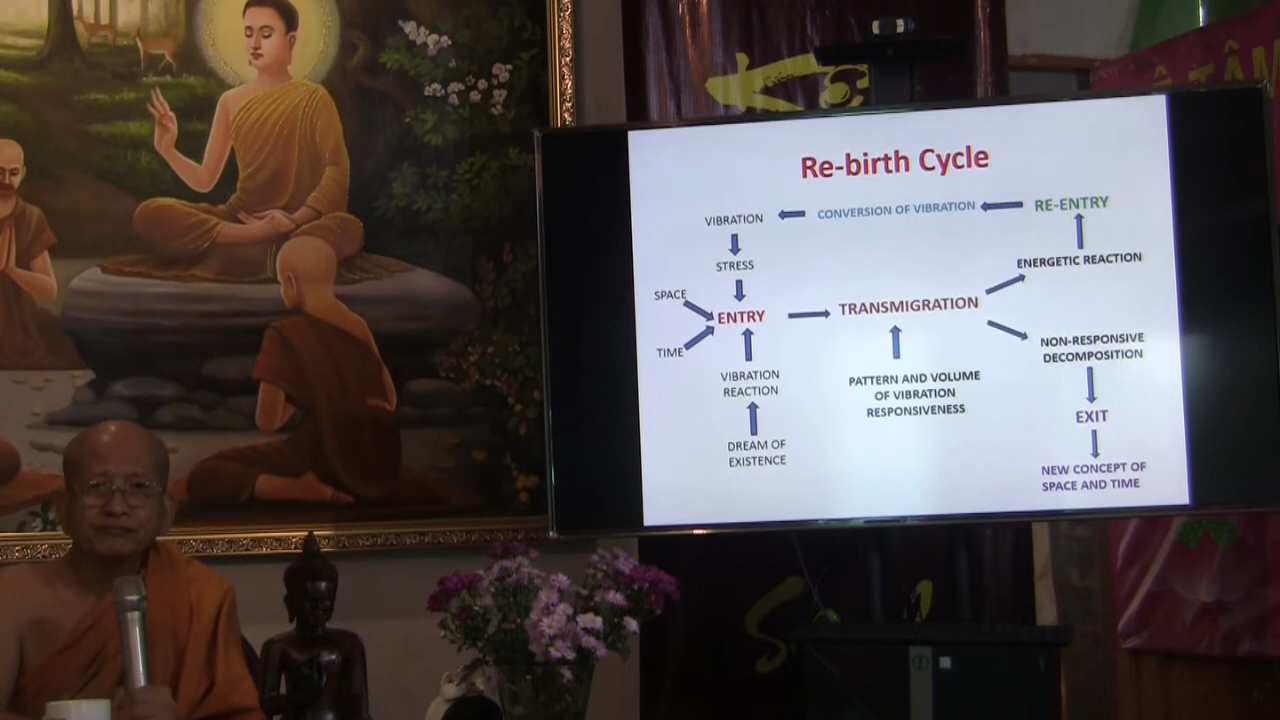 Re-birth Cycle
VIBRATION
CONVERSION OF VIBRATION
RE-ENTRY
STRESS
ENERGETIC REACTION
SPACE
ENTRY
TRANSMIGRATION
TIME
NON-RESPONSIVE
DECOMPOSITION
VIBRATION
REACTION
PATTERN AND VOLUME
OF VIBRATION
RESPONSIVENESS
EXIT
DREAM OF
EXISTENCE
NEW CONCEPT OF
SPACE AND TIME
TÂM